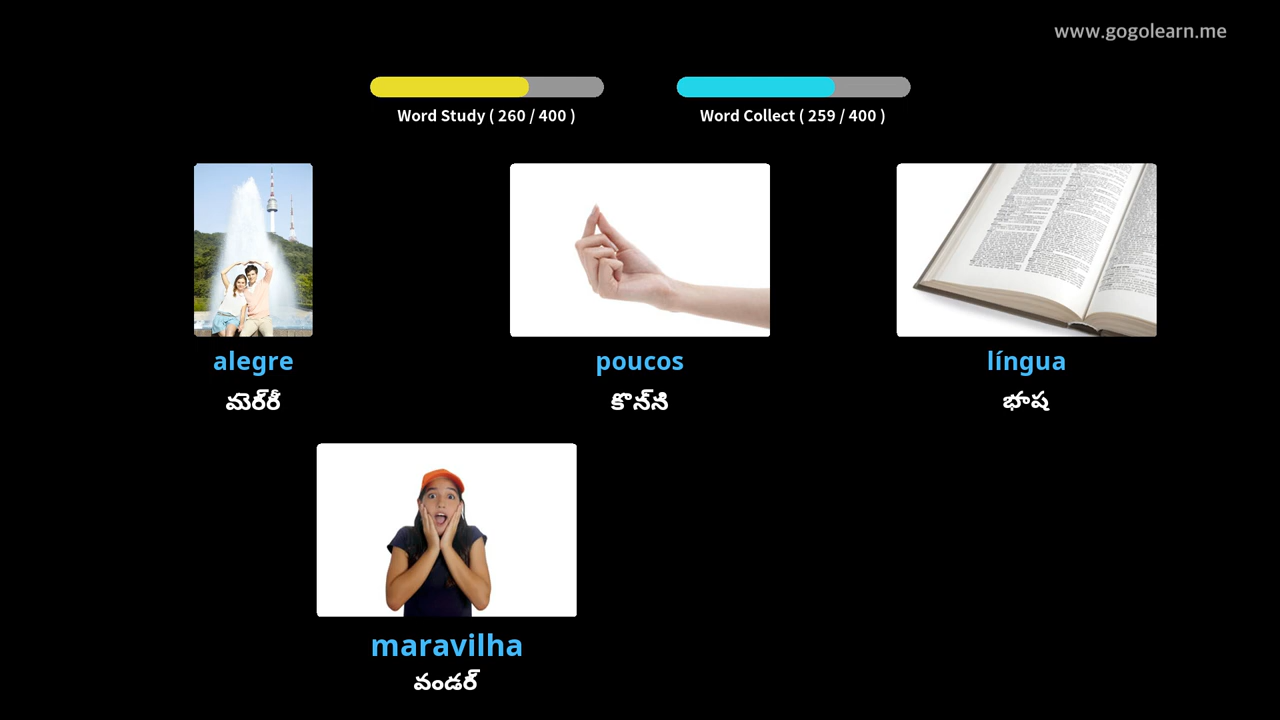 www.gogolearn.me
Word Study ( 260 / 400 )
Word Collect ( 259 / 400 )
alegre
మెర్‌రీ
poucos
కొన్‌ని
língua
భాష
maravilha
వండర్